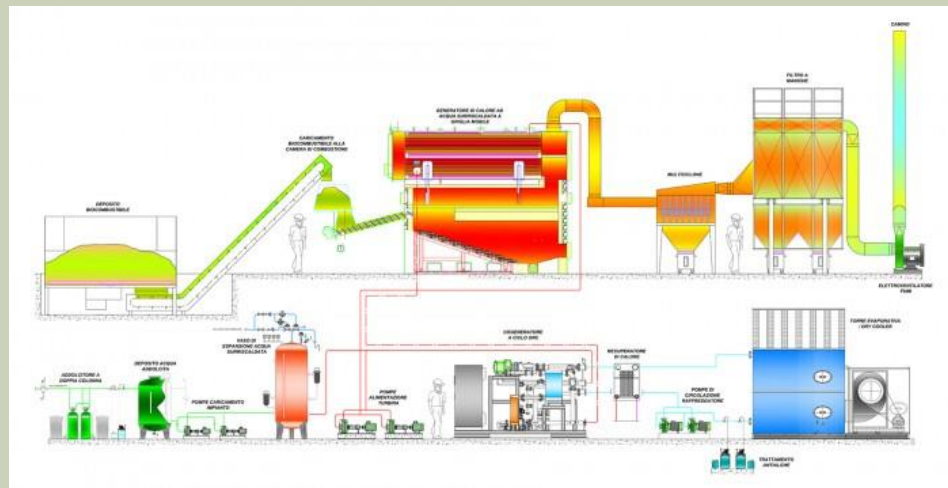 CAMINO
FILTRO A
MANICHE
GENERATORE DI CALORE AD
ACQUA SURRISCALDATA A
GRIGLIA MOBILE
CARICAMENTO
BIOCOMBUSTIBILE ALLA
CAMERA DI COMBUSTIONE
MULTICICLONE
DEPOSITO
BIOCOMBUSTIBILE
ELETTROVENTILATORE
FUMI
VASO DI
ESPANSIONE ACQUA
SURRISCALDATA
COGENERATORE
A CICLO ORC
TORRE EVAPORATIVA
/ DRY COOLER
RECUPERATORE
DI CALORE
DEPOSITO ACQUA
ADDOLCITA
ADDOLCITORE A
DOPPIA COLONNA
POMPE CARICAMENTO
IMPIANTO
POMPE
ALIMENTAZIONE
TURBINA
POMPE DI
CIRCOLAZIONE
RAFFREDDATORE
TRATTAMENTO
ANTIALGHE